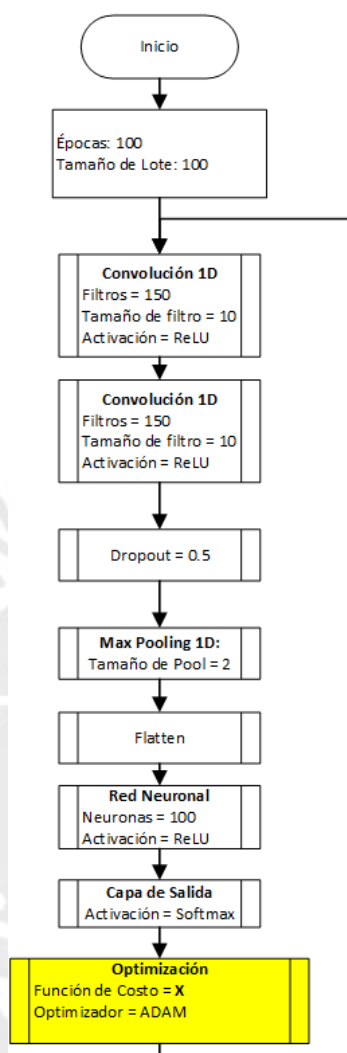 Inicio
Épocas: 100
Tamaño de Lote: 100
Convolución 1D
Filtros = 150
Tamaño de filtro = 10
Activación = ReLU
Convolución 1D
Filtros = 150
Tamaño de filtro = 10
Activación = ReLU
Dropout = 0.5
Max Pooling 1D:
Tamaño de Pool = 2
Flatten
Red Neuronal
Neuronas = 100
Activación = ReLU
Capa de Salida
Activación = Softmax
Optimización
Función de Costo = X
Optimizador = ADAM